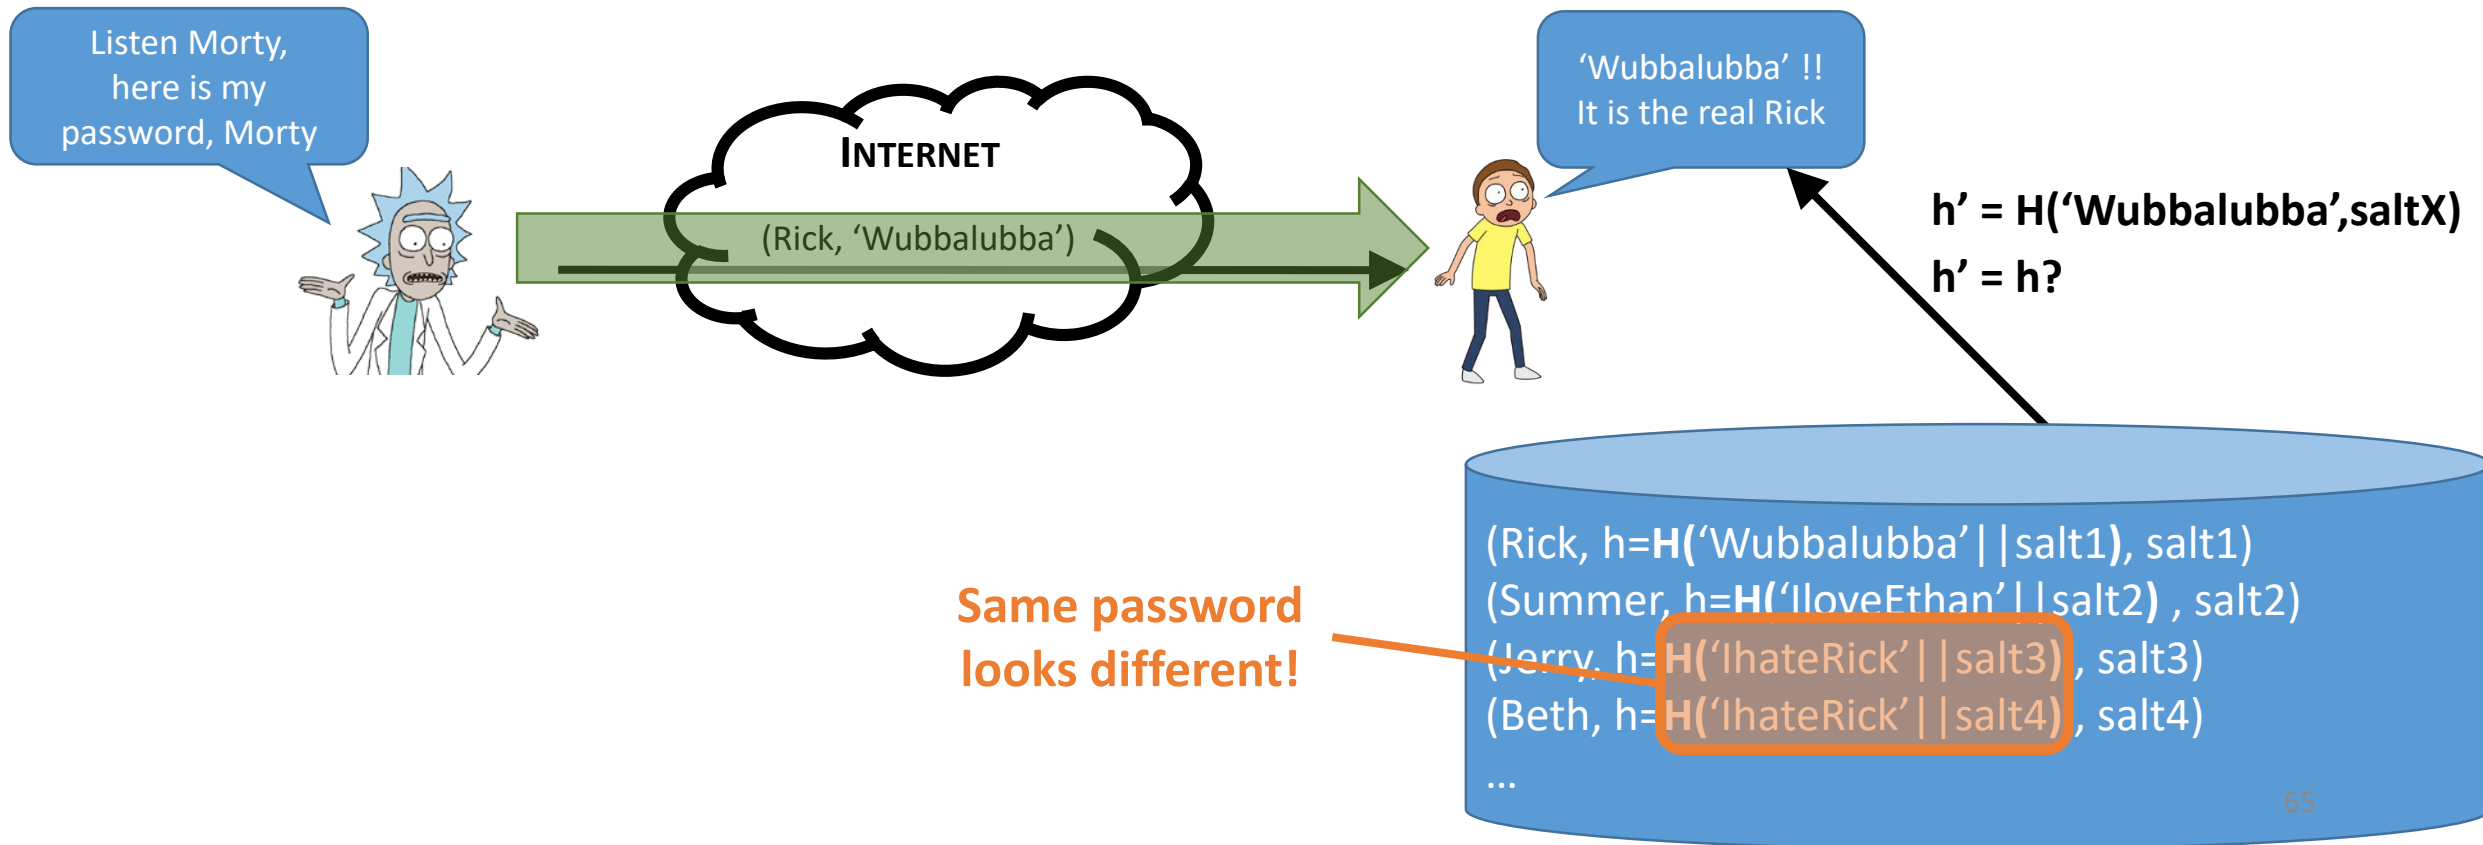 Listen Morty,
here is my
password, Morty
INTERNET
(Rick, ‘Wubbalubba’)
‘Wubbalubba’ !!
It is the real Rick
h’ = H(‘Wubbalubba’,saltX)
h’ = h?
Same password
looks different!
(Rick, h=H(‘Wubbalubba’||salt1), salt1)
(Summer, h=H(‘IloveEthan’||salt2) , salt2)
(Jerry, h=H(‘IhateRick’||salt3) , salt3)
(Beth, h=H(‘IhateRick’||salt4) , salt4)
...
65